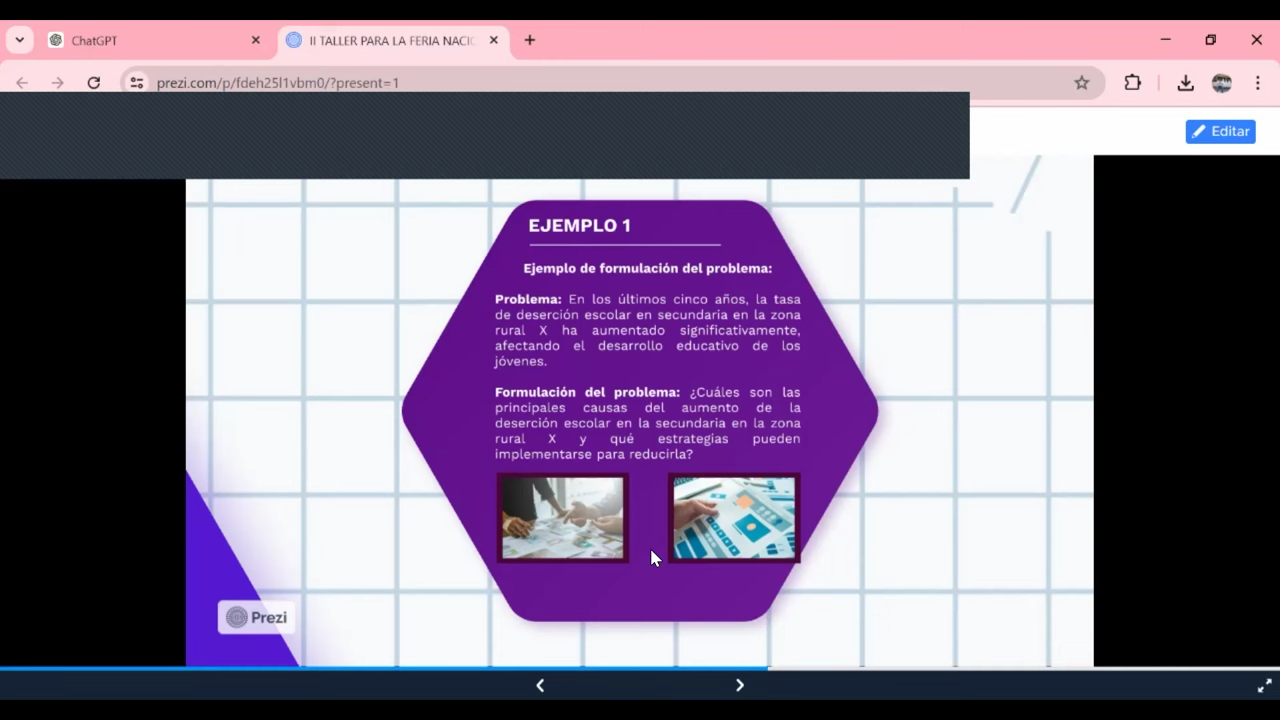 ChatGPT
II TALLER PARA LA FERIA NACIO
prezi.com/p/fdeh25l1vbm0/?present=1
Editar
EJEMPLO 1
Ejemplo de formulación del problema:
Problema: En los últimos cinco años, la tasa
de deserción escolar en secundaria en la zona
rural X ha aumentado significativamente,
afectando el desarrollo educativo de los
jóvenes.
Formulación del problema: ¿Cuáles son las
principales causas del aumento de la
deserción escolar en la secundaria en la zona
rural X y qué estrategias pueden
implementarse para reducirla?
Prezi